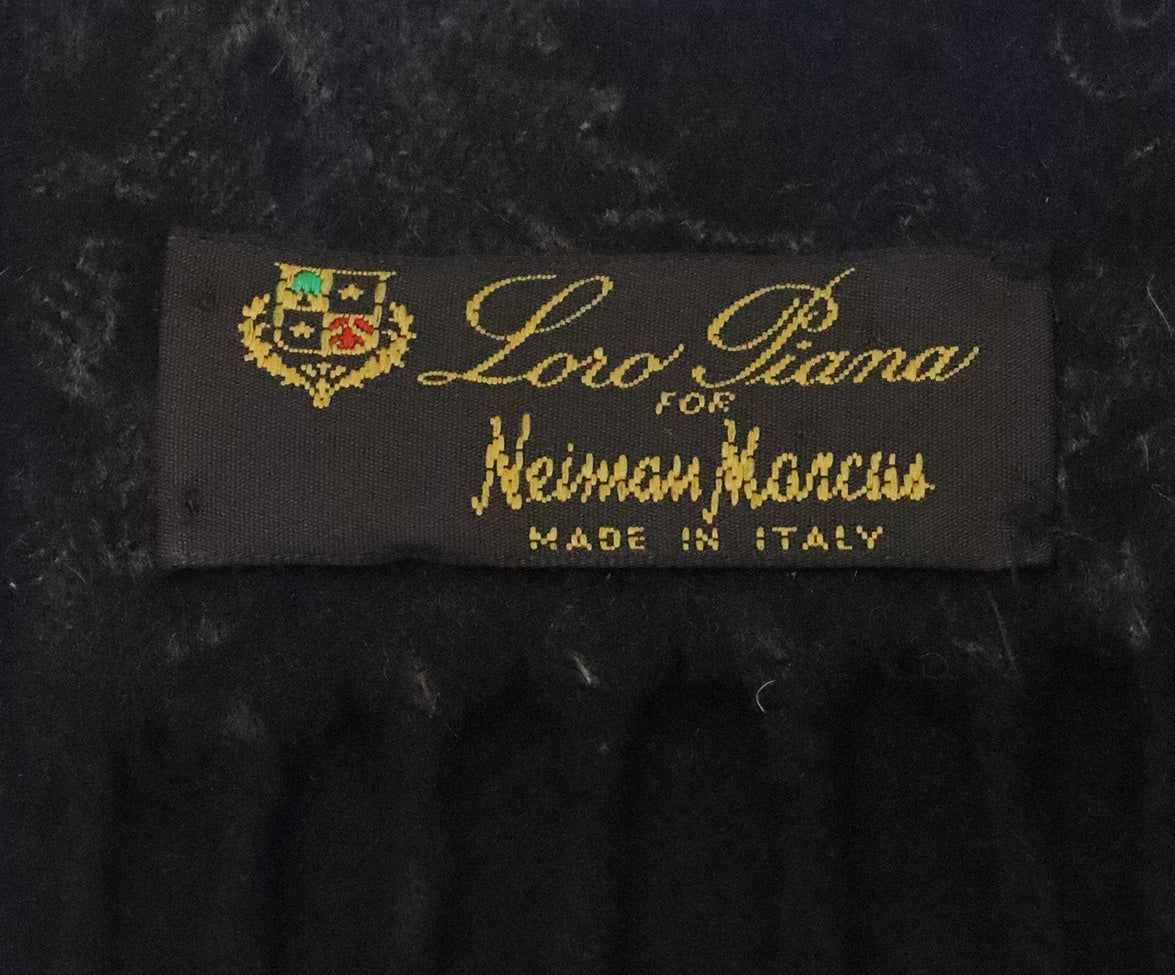 Loro Piana
FOR
Neiman Marcus
MADE IN ITALY